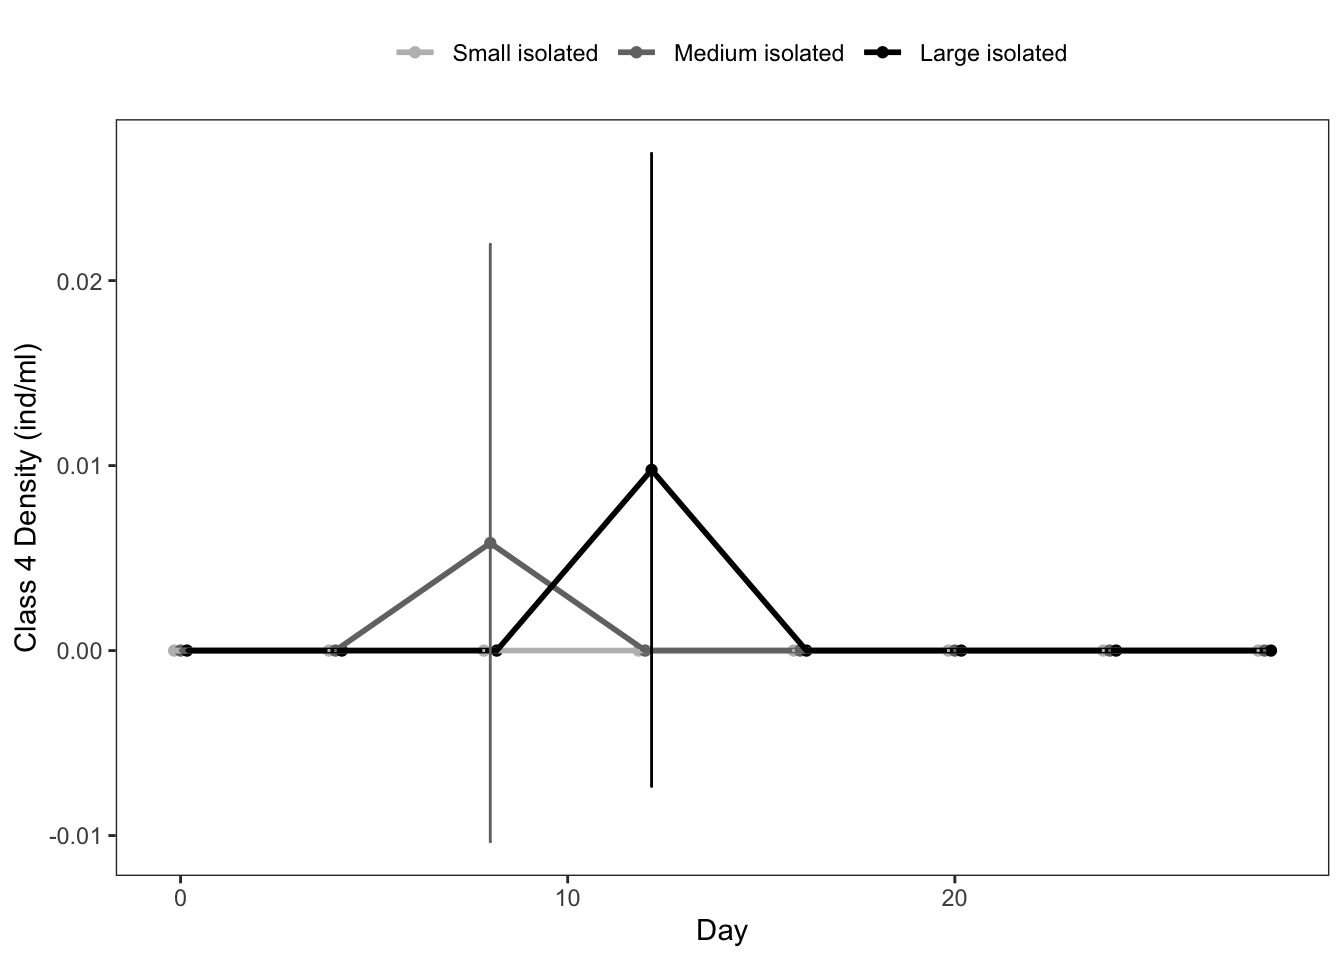 Small isolated Medium isolated Large isolated
0.02
0.01
0.00
-0.01
Class 4 Density (ind/ml)
0 10 20
Day